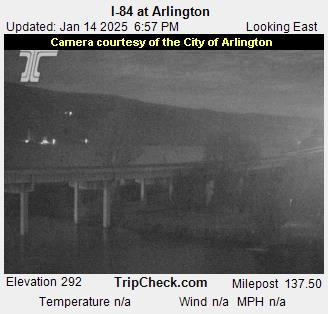 I-84 at Arlington
Updated: Jan 14 2025 6:57 PM Looking East
Camera courtesy of the City of Arlington
Elevation 292 TripCheck.com Milepost 137.50
Temperature n/a Wind n/a MPH n/a